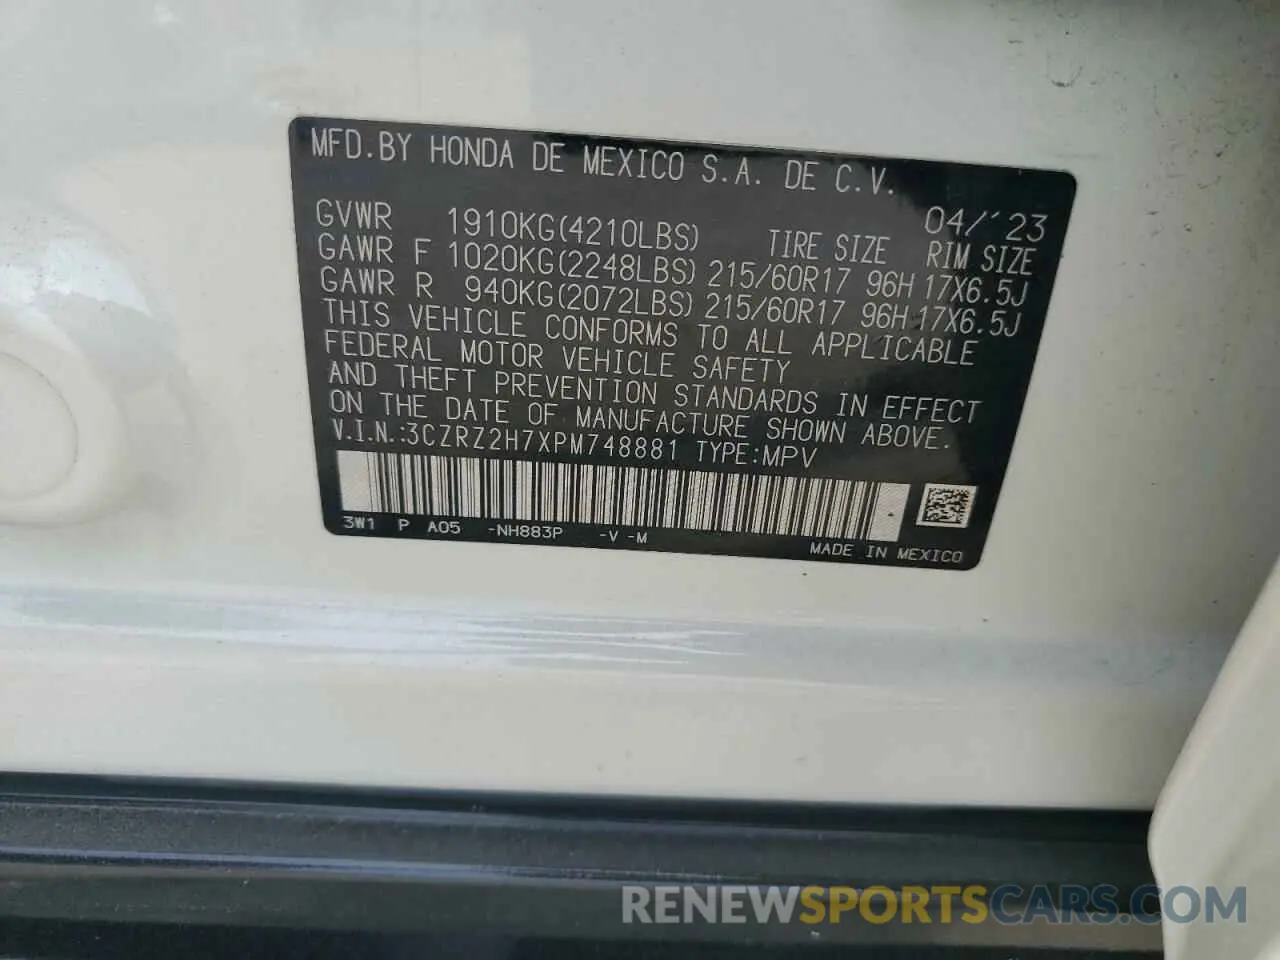 MFD.BY HONDA DE MEXICO S.A. DE C.V.
04/´23
GVWR 1910KG(4210LBS) TIRE SIZE RIM SIZE
GAWR F 1020KG(2248LBS) 215/60R17 96H 17X6.5J
GAWR R 940KG(2072LBS) 215/60R17 96H 17X6.5J
THIS VEHICLE CONFORMS TO ALL APPLICABLE
FEDERAL MOTOR VEHICLE SAFETY
AND THEFT PREVENTION STANDARDS IN EFFECT
ON THE DATE OF MANUFACTURE SHOWN ABOVE.
V.I.N.:3CZRZ2H7XPM748881 TYPE:MPV
3W1 P A05 -NH883P -V -M
MADE IN MEXICO
RENEWSPORTSCARS.COM